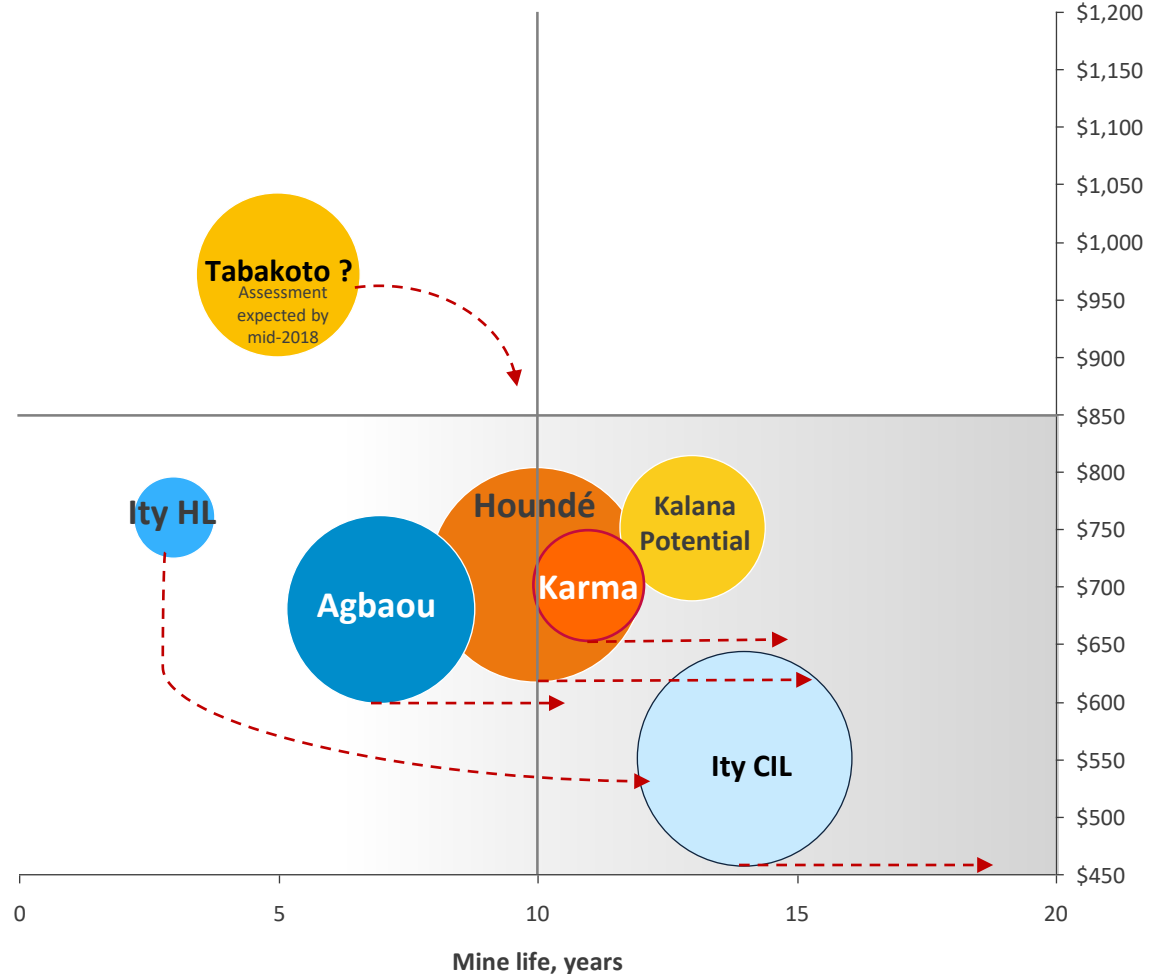 $1,200
$1,150
$1,100
$1,050
$1,000
$950
$900
$850
$800
$750
$700
$650
$600
$550
$500
$450
Tabakoto ?
Assessment
expected by
mid-2018
Ity HL
Houndé
Kalana
Potential
Agbaou
Karma
Ity CIL
0 5 10 15 20
Mine life, years